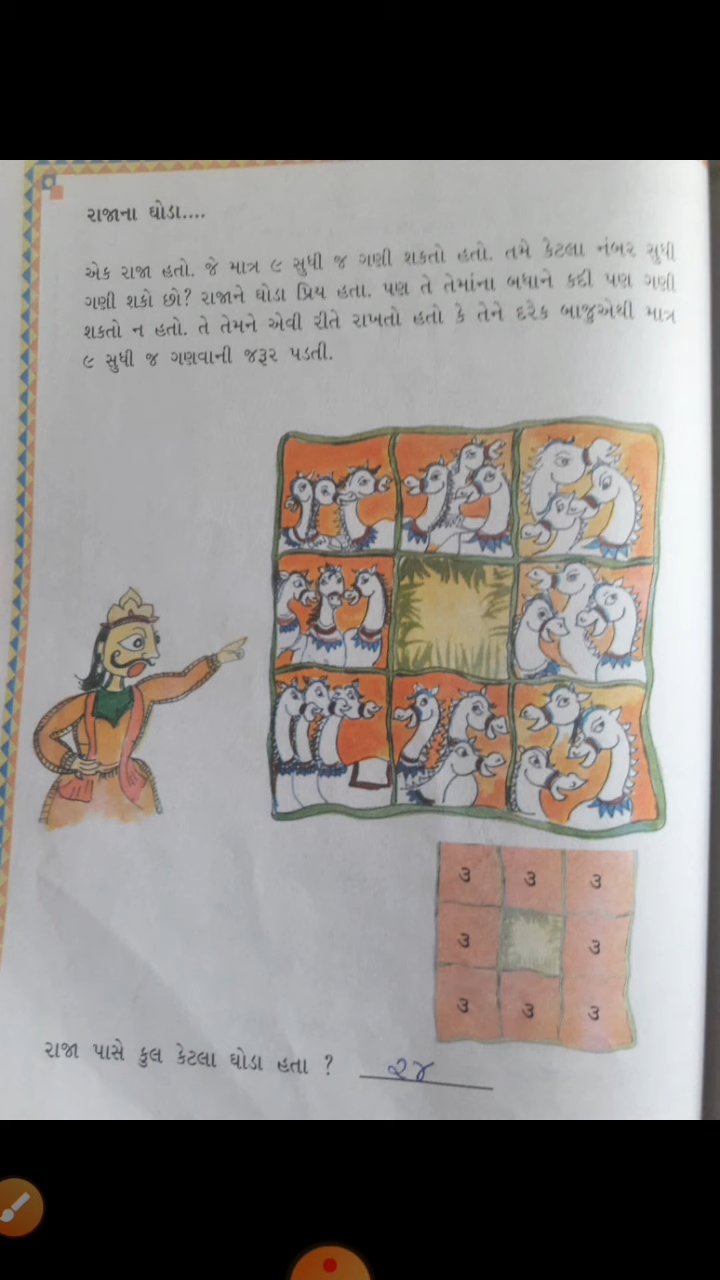 રાજાના ઘોડા....
એક રાજા હતો. જે માત્ર ૯ સુધી જ ગણી શકતો હતો. તમે કેટલા નંબર સુધી
ગણી શકો છો? રાજાને ઘોડા પ્રિય હતા. પણ તે તેમાંના બધાને કદી પણ ગણી
શકતો ન હતો. તે તેમને એવી રીતે રાખતો હતો કે તેને દરેક બાજુએથી માત્ર
૯ સુધી જ ગણવાની જરૂર પડતી.
૩ ૩ ૩
૩ ૩
૩ ૩ ૩
રાજા પાસે કુલ કેટલા ઘોડા હતા ? ૨૪